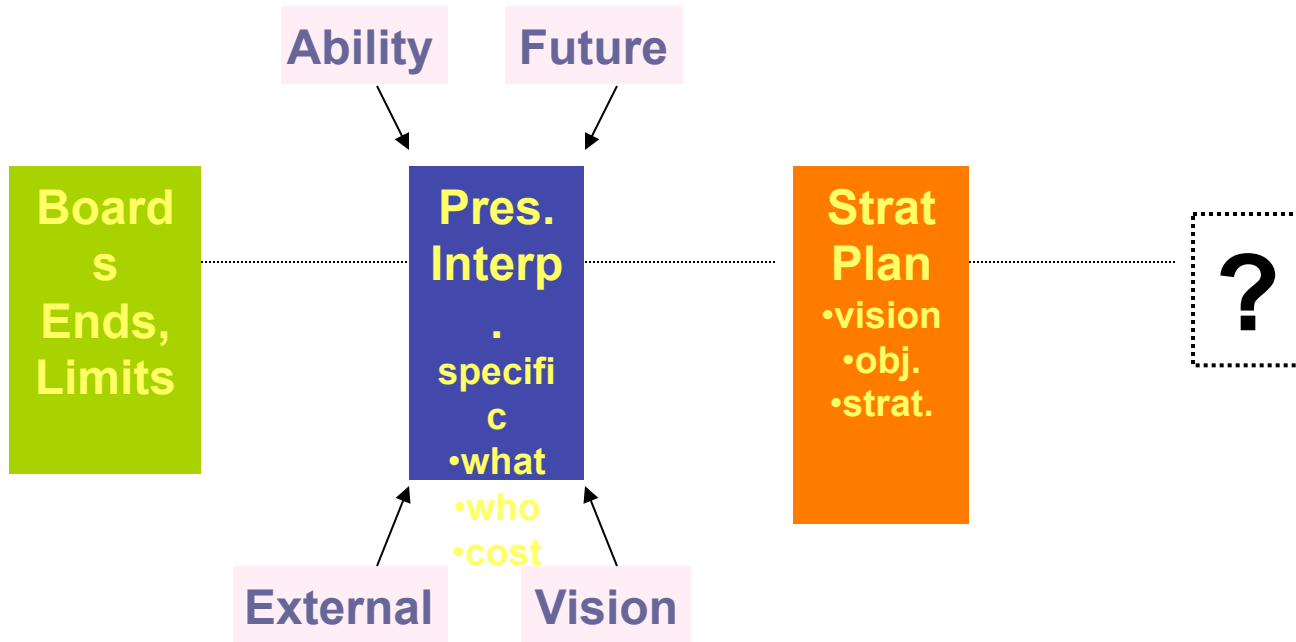 Ability
Future
Board
s
Ends,
Limits
Pres.
Interp
.
specifi
c
•what
•who
•cost
Strat
Plan
•vision
•obj.
•strat.
?
External
Vision